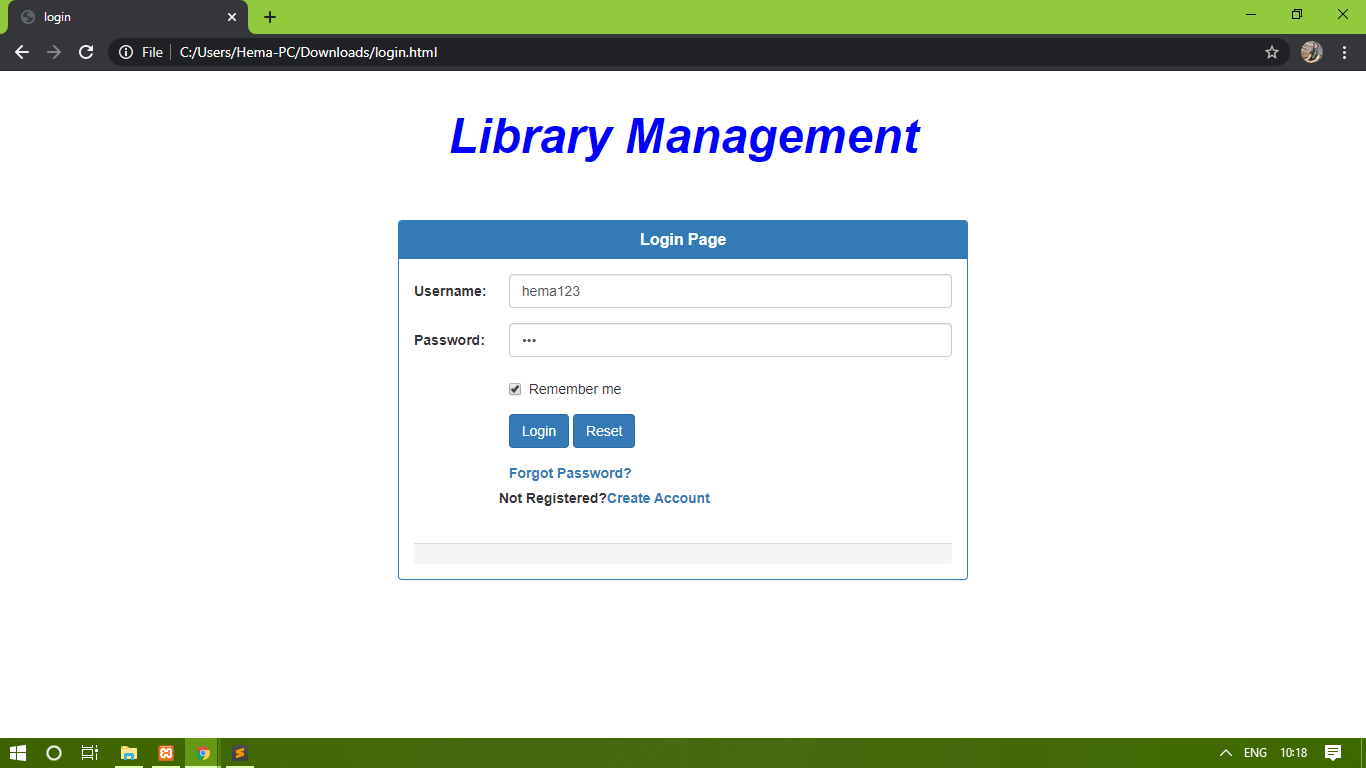 login
File C:/Users/Hema-PC/Downloads/login.html
Library Management
Login Page
Username: hema123
Password: •••
Remember me
Login Reset
Forgot Password?
Not Registered?Create Account
ENG 10:18